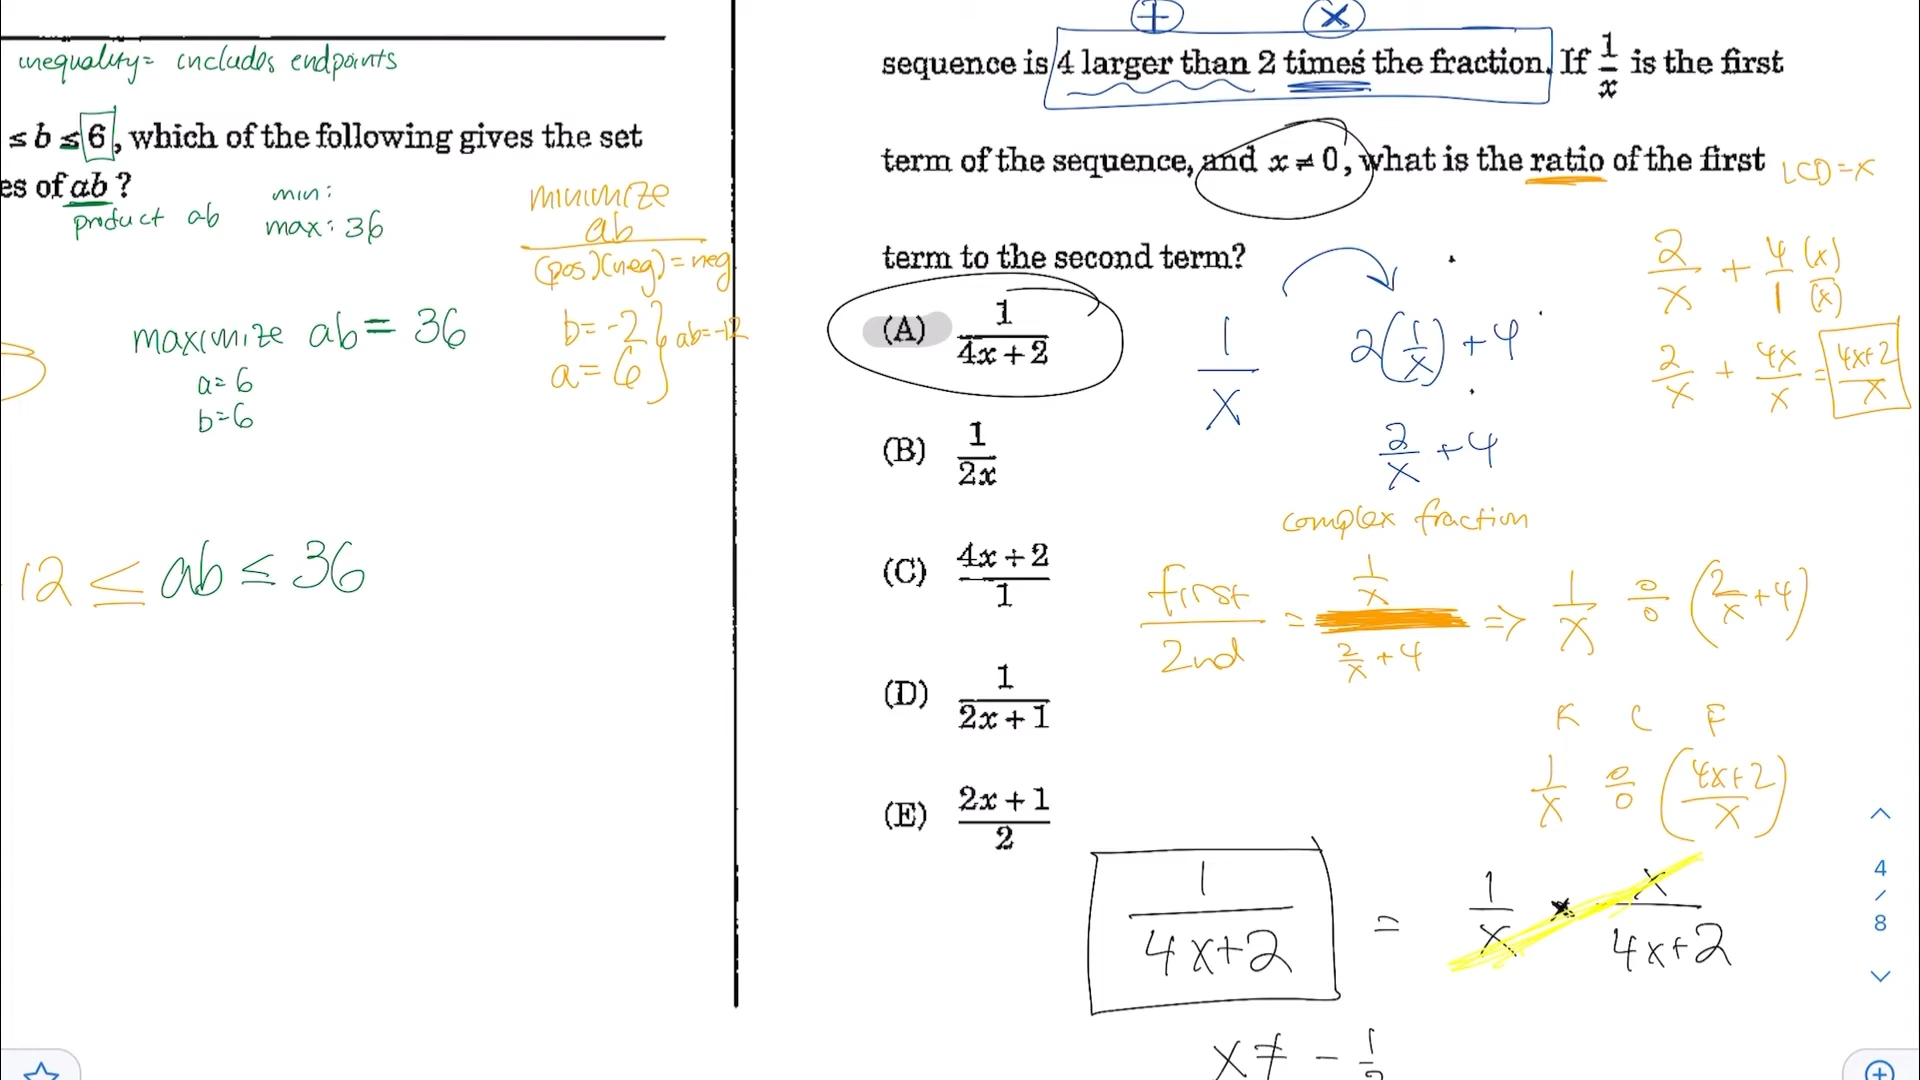 inequality = includes endpoints
≤ b ≤ 6, which of the following gives the set
es of ab ?
product ab
min:
max: 36
minimize
ab
(pos)(neg) = neg
b = -2
a = 6
ab = -12
maximize ab = 36
a = 6
b = 6
12 ≤ ab ≤ 36
+ ×
sequence is 4 larger than 2 times the fraction. If 1/x is the first
term of the sequence, and x ≠ 0, what is the ratio of the first
term to the second term?
LCD = x
(A) 1/(4x + 2)
(B) 1/(2x)
(C) (4x + 2)/1
(D) 1/(2x + 1)
(E) (2x + 1)/2
1/x
2(1/x) + 4
2/x + 4
2/x + 4/1 (x)/(x)
2/x + 4x/x = (4x+2)/x
complex fraction
first/2nd = (1/x)/(2/x + 4) ⇒ 1/x ÷ (2/x + 4)
K C F
1/x ÷ ((4x+2)/x)
1/(4x+2) = 1/x · x/(4x+2)
x ≠ - 1/2
4
/
8